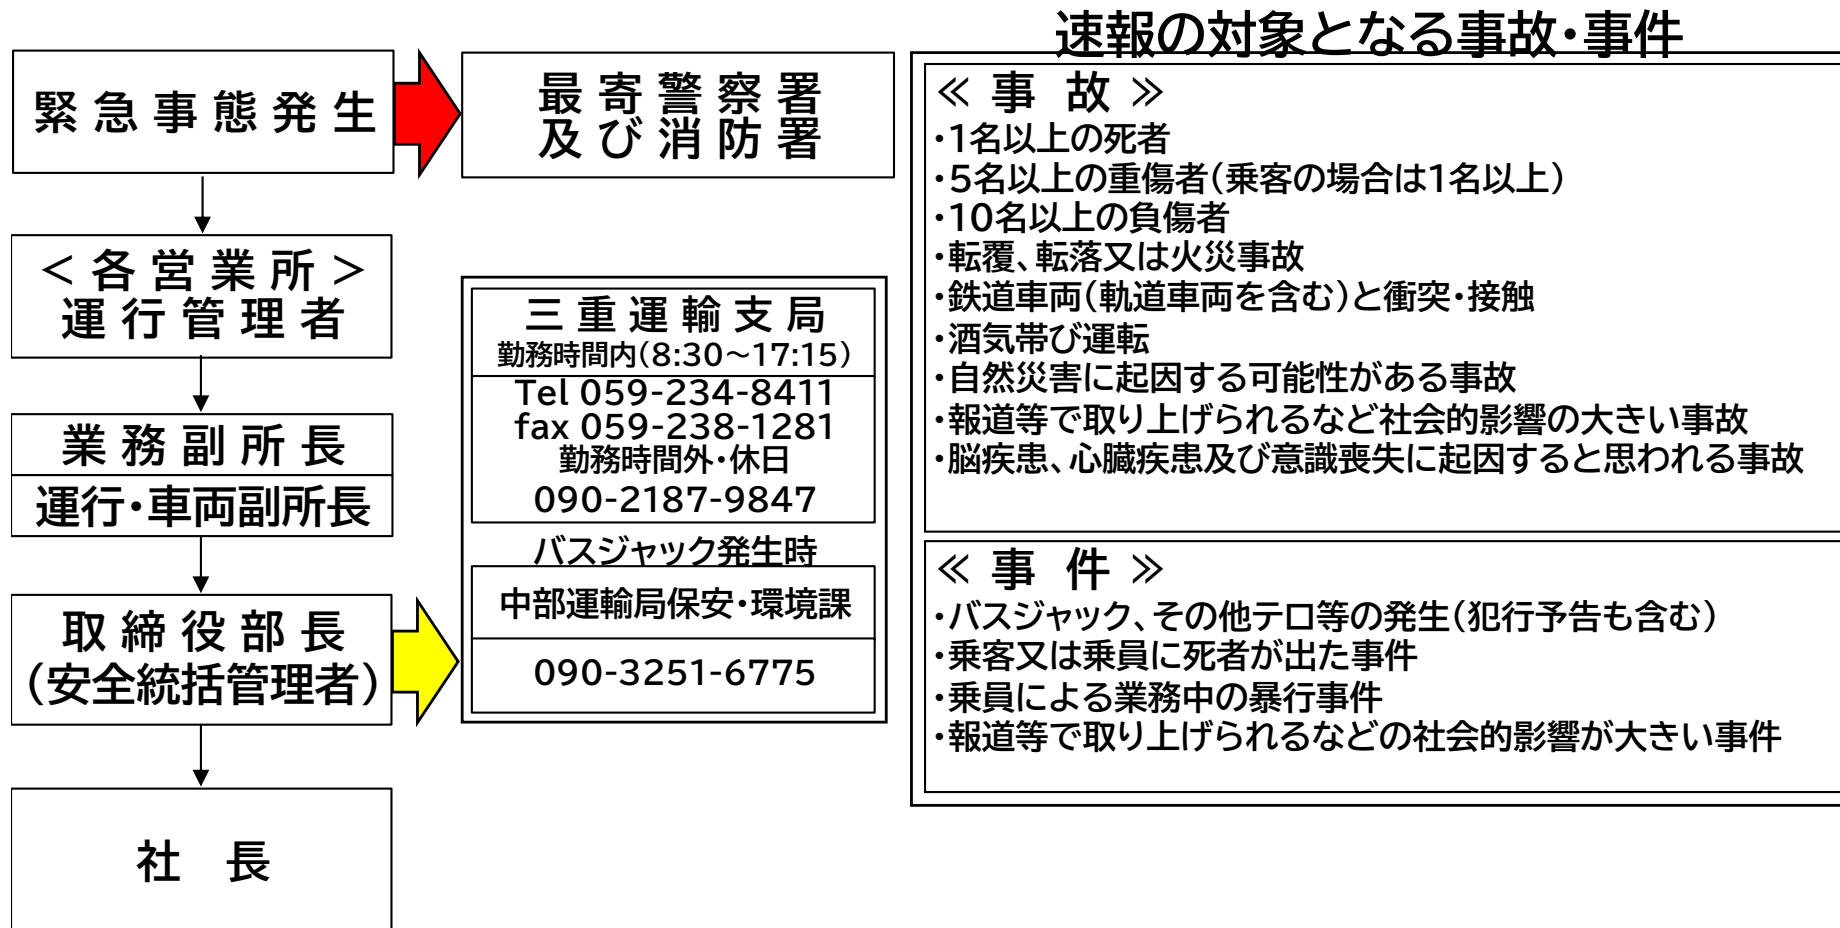 速報の対象となる事故・事件
緊急事態発生
最寄警察署
及び消防署
<各営業所>
運行管理者
業務副所長
運行・車両副所長
取締役部長
(安全統括管理者)
社 長
三重運輸支局
勤務時間内(8:30～17:15)
Tel 059-234-8411
fax 059-238-1281
勤務時間外・休日
090-2187-9847
バスジャック発生時
中部運輸局保安・環境課
090-3251-6775
≪ 事 故 ≫
・1名以上の死者
・5名以上の重傷者(乗客の場合は1名以上)
・10名以上の負傷者
・転覆、転落又は火災事故
・鉄道車両(軌道車両を含む)と衝突・接触
・酒気帯び運転
・自然災害に起因する可能性がある事故
・報道等で取り上げられるなど社会的影響の大きい事故
・脳疾患、心臓疾患及び意識喪失に起因すると思われる事故
≪ 事 件 ≫
・バスジャック、その他テロ等の発生(犯行予告も含む)
・乗客又は乗員に死者が出た事件
・乗員による業務中の暴行事件
・報道等で取り上げられるなどの社会的影響が大きい事件